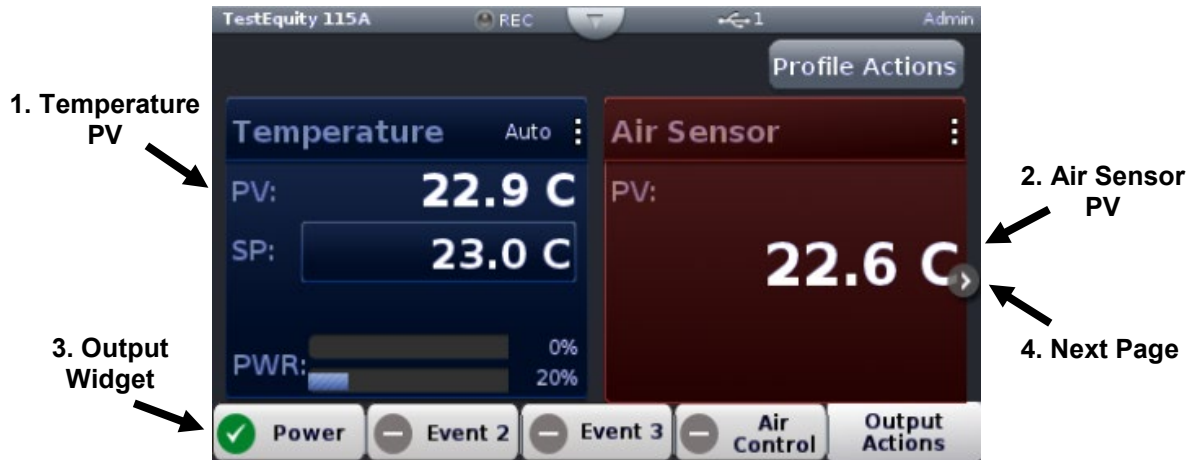 TestEquity 115A REC 1 Admin
Profile Actions
1. Temperature
PV
Temperature Auto
Air Sensor
PV: 22.9 C
PV:
2. Air Sensor
PV
SP: 23.0 C
22.6 C
3. Output
Widget
PWR:
0%
20%
4. Next Page
Power
Event 2
Event 3
Air
Control
Output
Actions